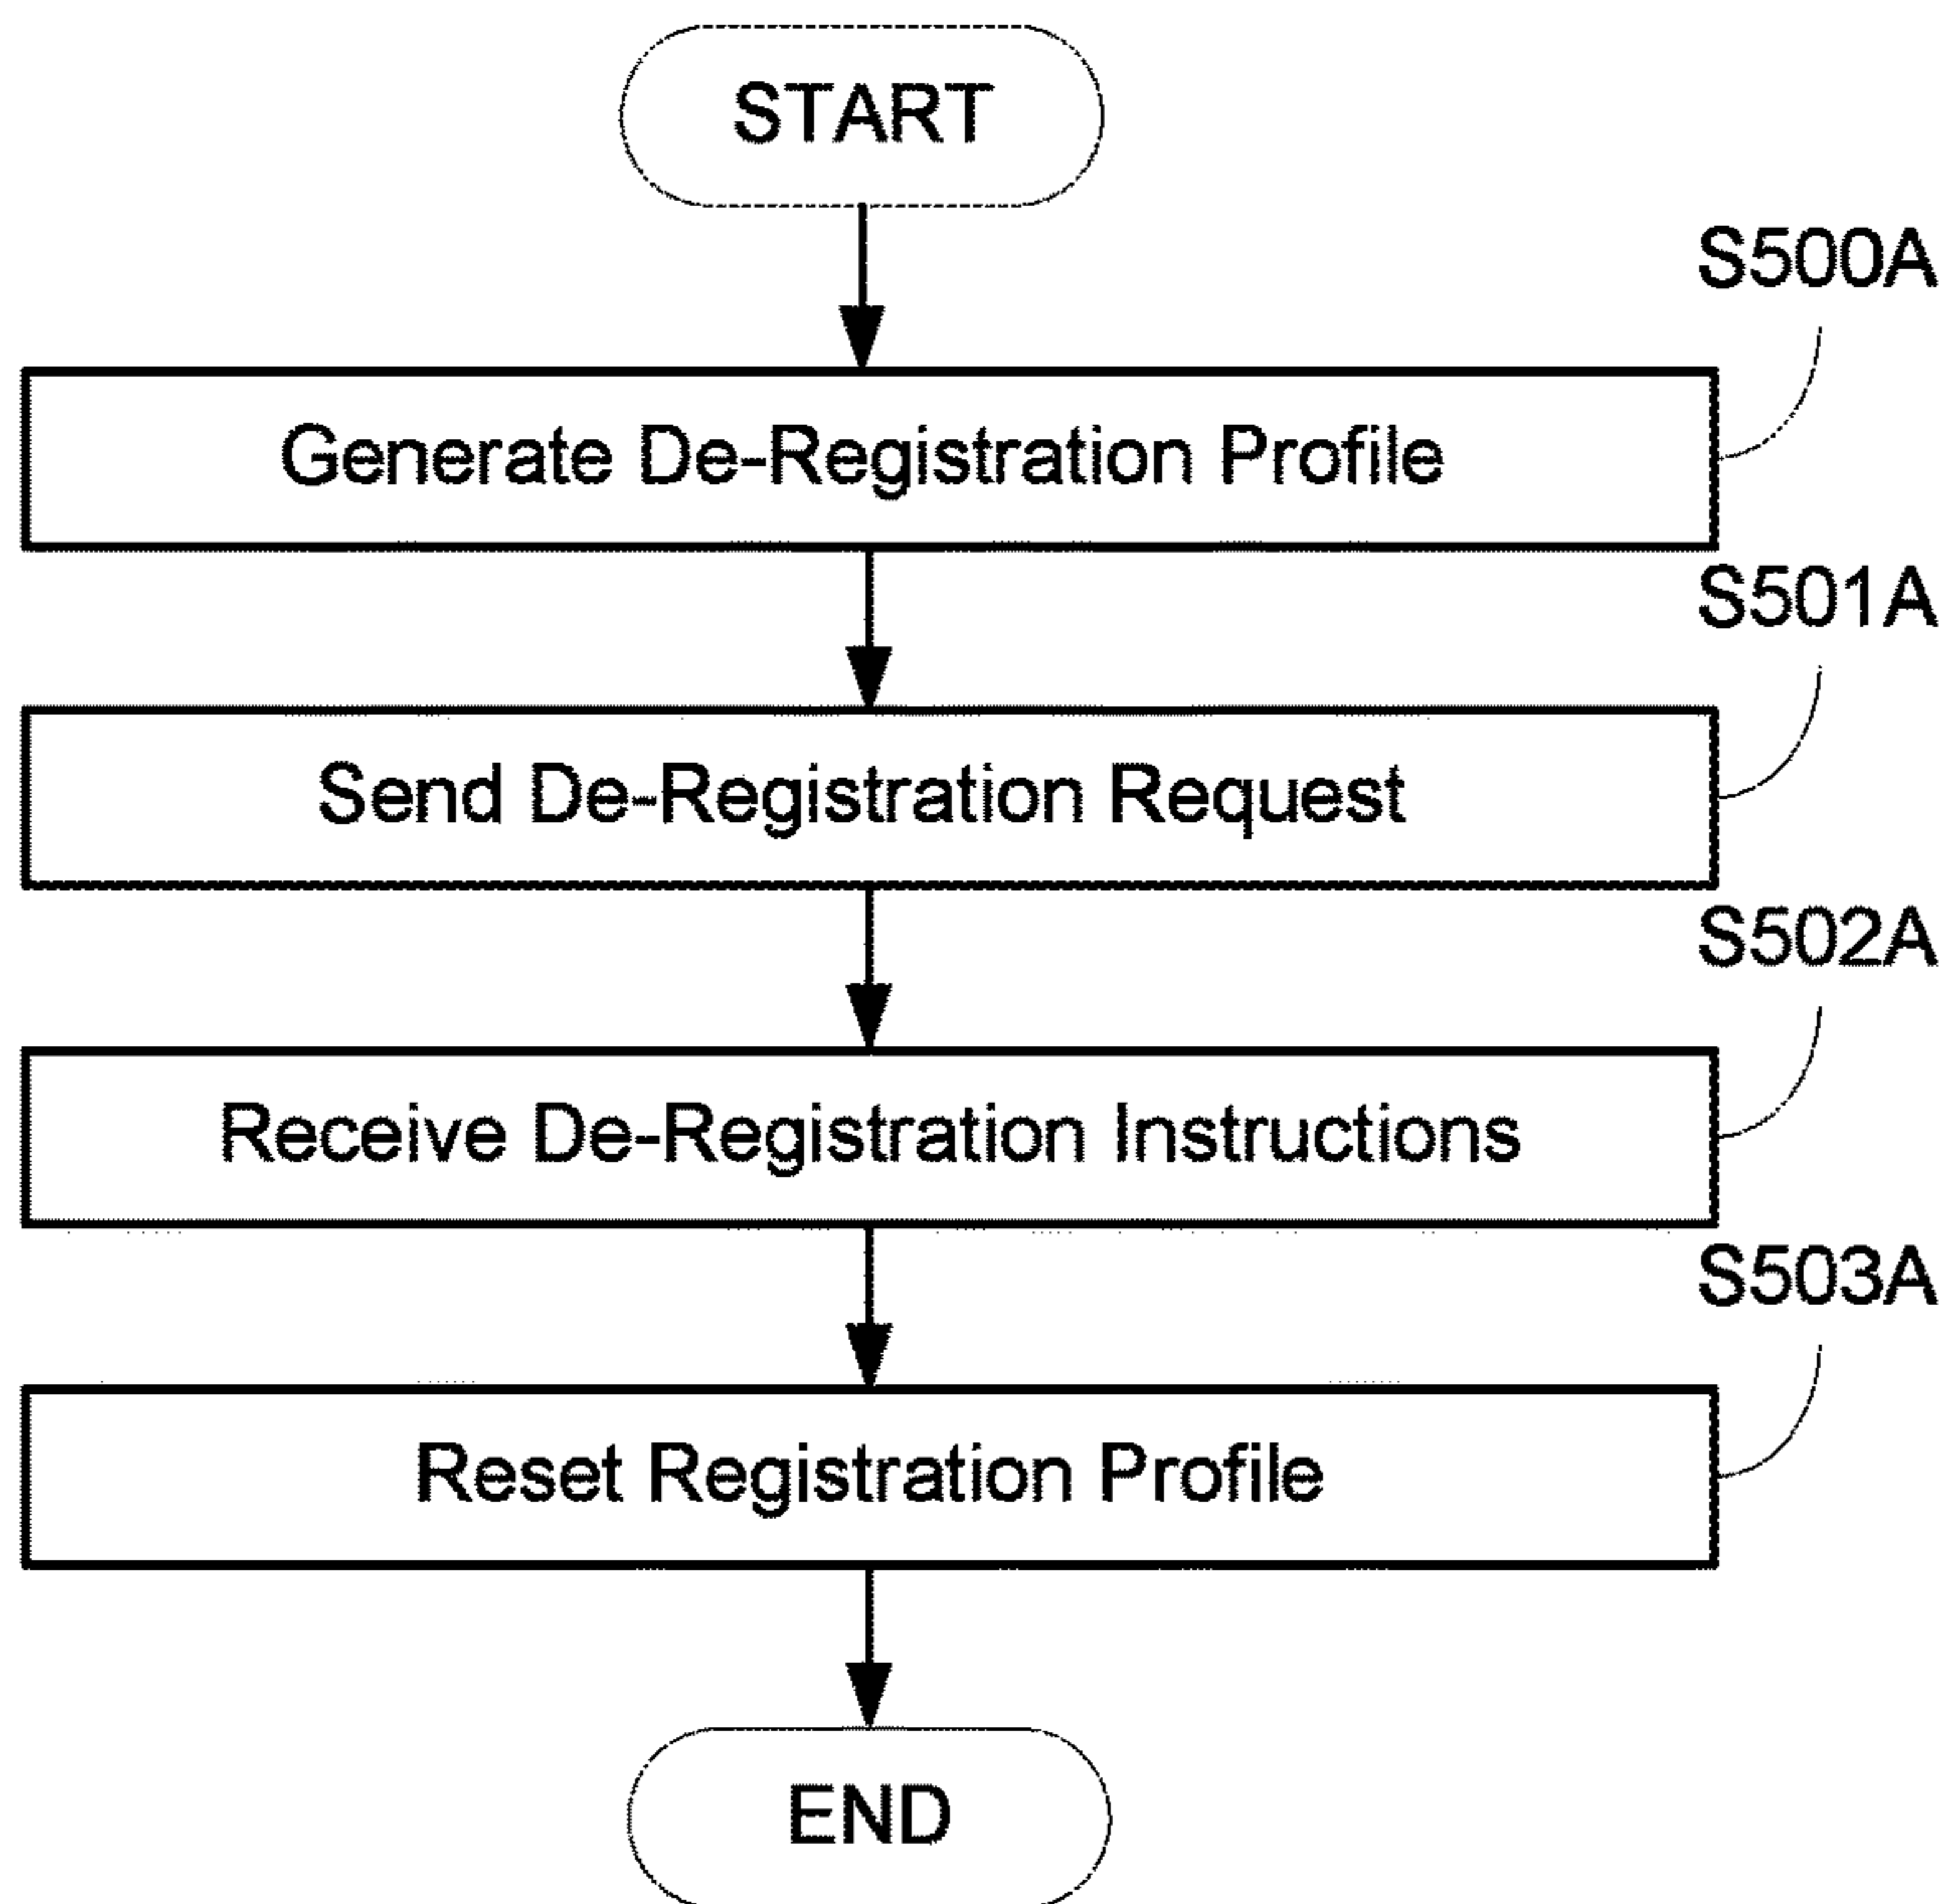 START
S500A
Generate De-Registration Profile
S501A
Send De-Registration Request
S502A
Receive De-Registration Instructions
S503A
Reset Registration Profile
END